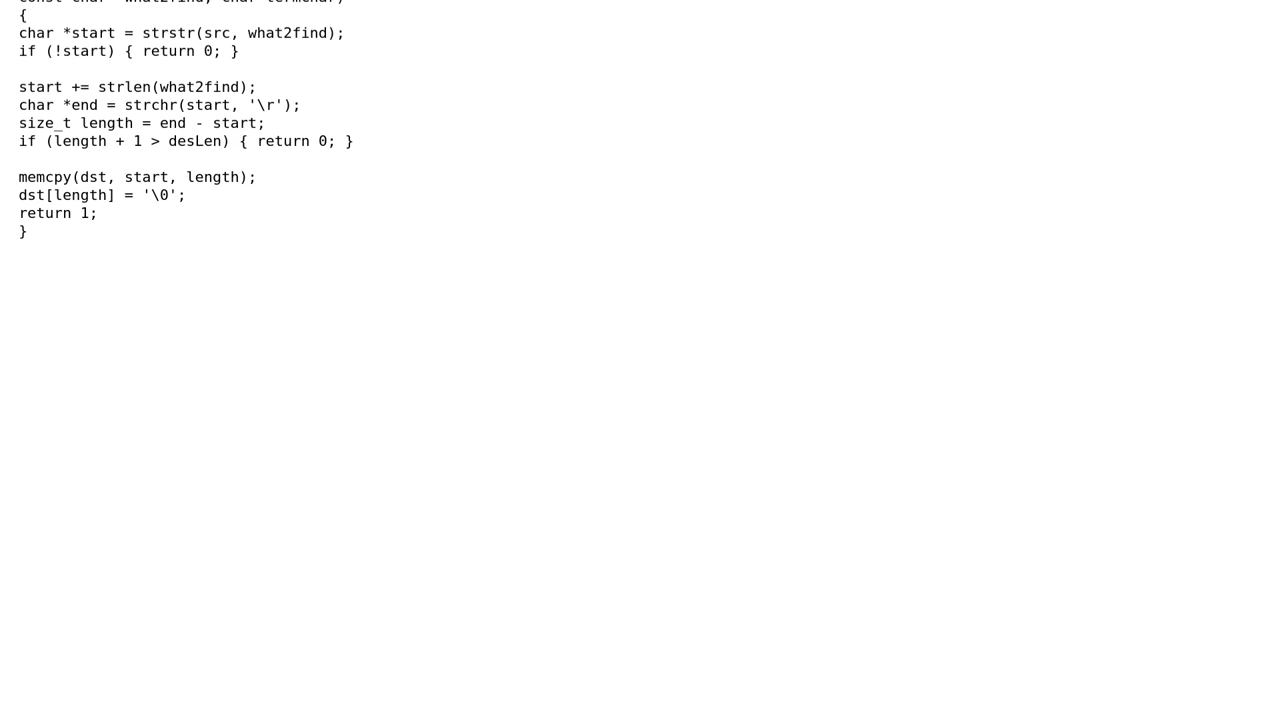 {
char *start = strstr(src, what2find);
if (!start) { return 0; }
start += strlen(what2find);
char *end = strchr(start, '\r');
size_t length = end - start;
if (length + 1 > desLen) { return 0; }
memcpy(dst, start, length);
dst[length] = '\0';
return 1;
}